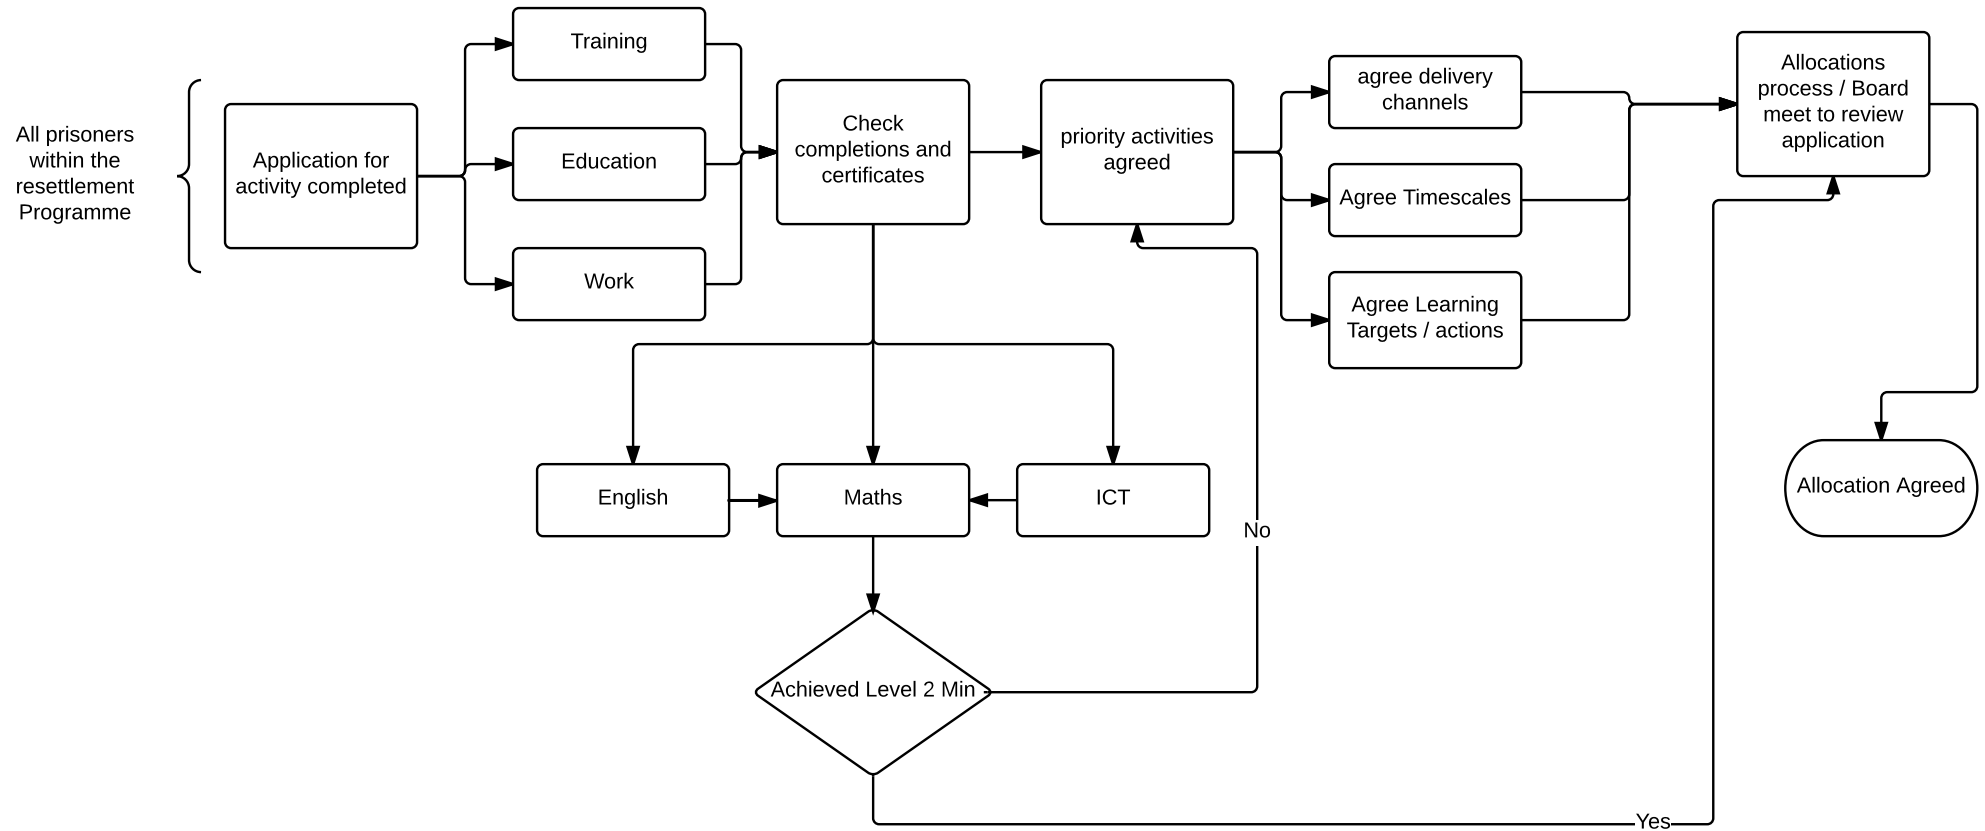 All prisoners
within the
resettlement
Programme
Application for
activity completed
Training
Education
Work
Check
completions and
certificates
priority activities
agreed
agree delivery
channels
Agree Timescales
Agree Learning
Targets / actions
Allocations
process / Board
meet to review
application
English
Maths
ICT
No
Allocation Agreed
Achieved Level 2 Min
Yes